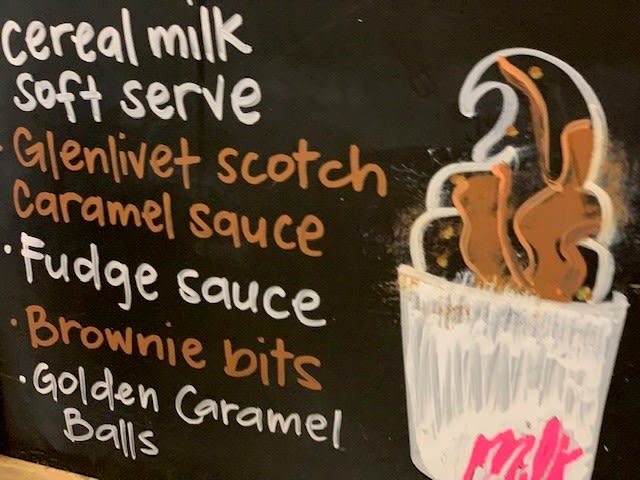 cereal milk
soft serve
· Glenlivet scotch
caramel sauce
· Fudge sauce
· Brownie bits
· Golden Caramel
Balls
milk